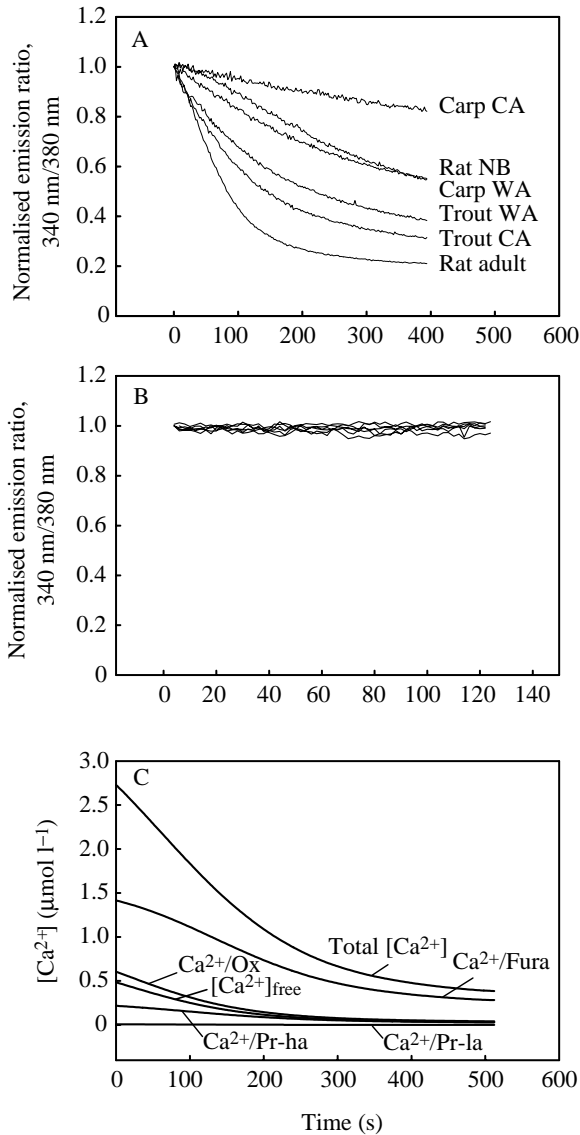 A
1.2
1.0
0.8
0.6
0.4
0.2
0
Normalised emission ratio,
340 nm/380 nm
Carp CA
Rat NB
Carp WA
Trout WA
Trout CA
Rat adult
0 100 200 300 400 500 600
B
1.2
1.0
0.8
0.6
0.4
0.2
0
Normalised emission ratio,
340 nm/380 nm
0 20 40 60 80 100 120 140
C
3.0
2.5
2.0
1.5
1.0
0.5
0
[Ca²⁺] (μmol l⁻¹)
Total [Ca²⁺]
Ca²⁺/Fura
Ca²⁺/Ox
[Ca²⁺]free
Ca²⁺/Pr-ha
Ca²⁺/Pr-la
0 100 200 300 400 500 600
Time (s)